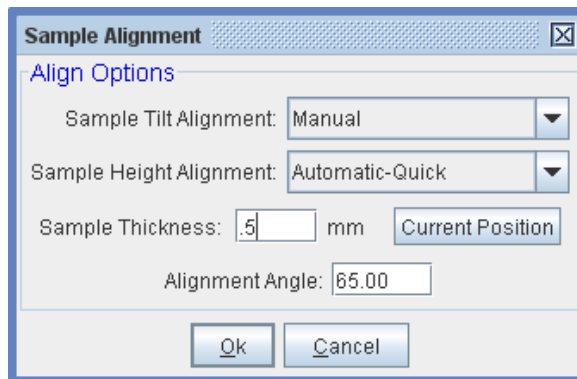 Sample Alignment
Align Options
Sample Tilt Alignment: Manual
Sample Height Alignment: Automatic-Quick
Sample Thickness: .5 mm Current Position
Alignment Angle: 65.00
Ok Cancel